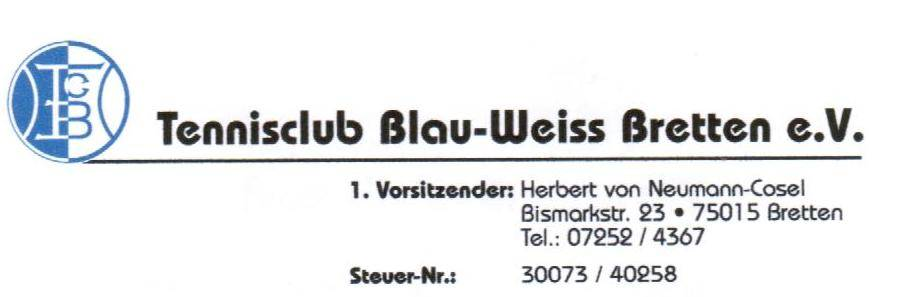 TCB
Tennisclub Blau-Weiss Bretten e.V.
1. Vorsitzender: Herbert von Neumann-Cosel
Bismarkstr. 23 • 75015 Bretten
Tel.: 07252 / 4367
Steuer-Nr.: 30073 / 40258